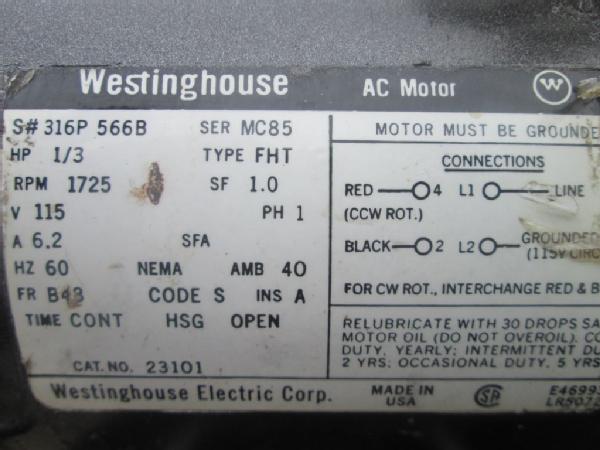 Westinghouse AC Motor W
S# 316P 566B SER MC85
HP 1/3 TYPE FHT
RPM 1725 SF 1.0
V 115 PH 1
A 6.2 SFA
HZ 60 NEMA AMB 40
FR B48 CODE S INS A
TIME CONT HSG OPEN
CAT. NO. 23101
MOTOR MUST BE GROUNDE
CONNECTIONS
RED 4 L1 LINE
(CCW ROT.)
BLACK 2 L2 GROUNDED
(115V CIRC
FOR CW ROT., INTERCHANGE RED & B
RELUBRICATE WITH 30 DROPS SA
MOTOR OIL (DO NOT OVEROIL). CO
DUTY, YEARLY; INTERMITTENT DU
2 YRS; OCCASIONAL DUTY, 5 YRS
Westinghouse Electric Corp. MADE IN
USA
E4699
LR5072